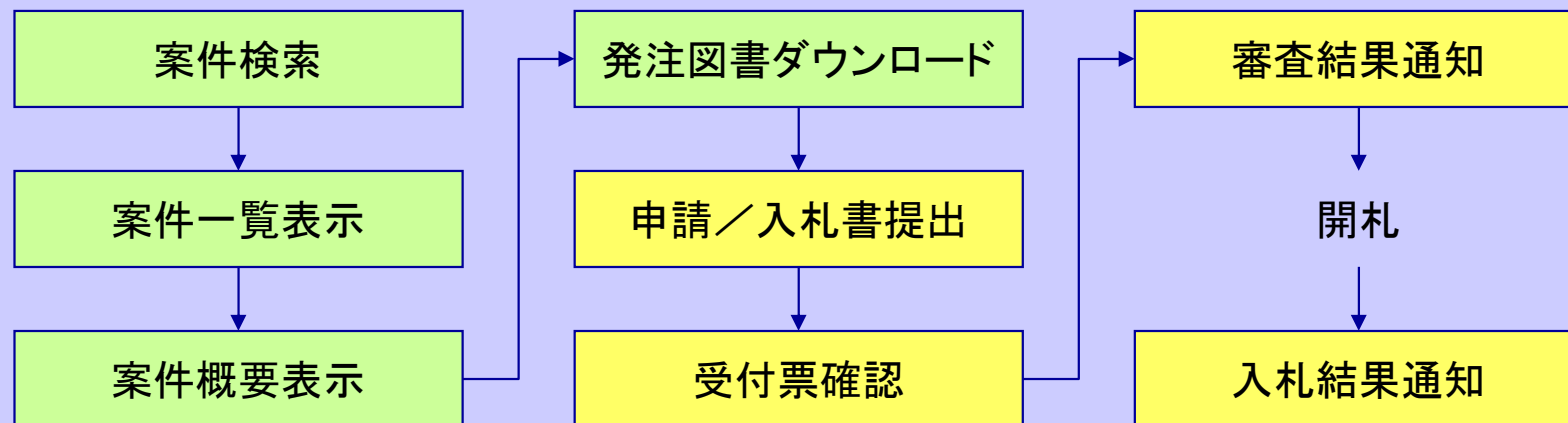 案件検索
案件一覧表示
案件概要表示
発注図書ダウンロード
申請／入札書提出
受付票確認
審査結果通知
開札
入札結果通知